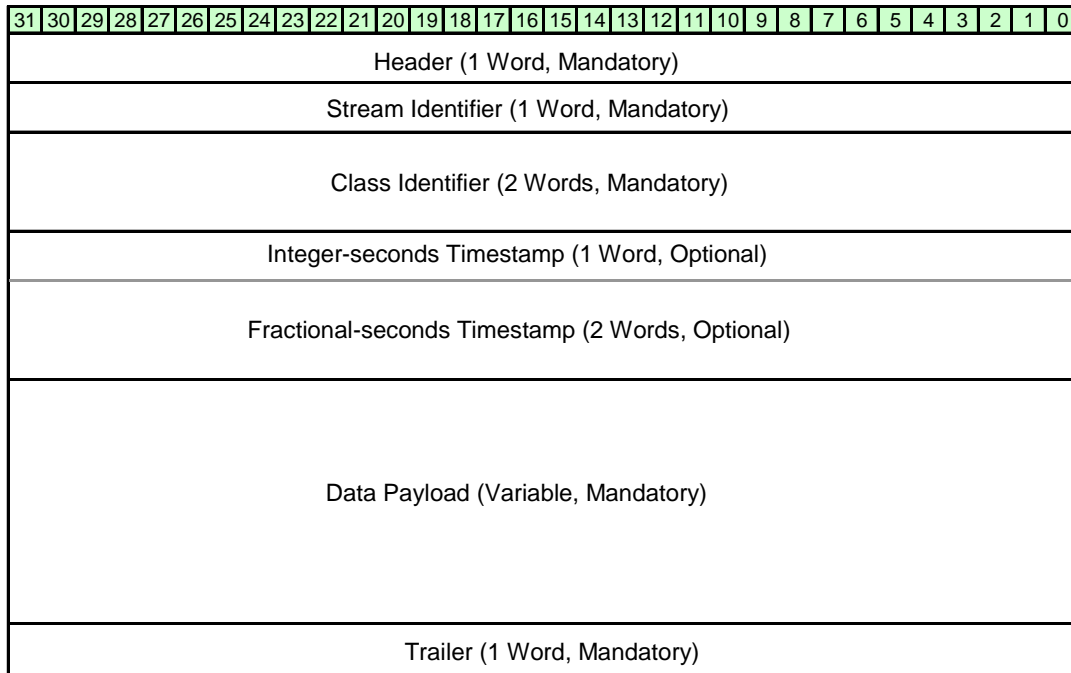 31 30 29 28 27 26 25 24 23 22 21 20 19 18 17 16 15 14 13 12 11 10 9 8 7 6 5 4 3 2 1 0
Header (1 Word, Mandatory)
Stream Identifier (1 Word, Mandatory)
Class Identifier (2 Words, Mandatory)
Integer-seconds Timestamp (1 Word, Optional)
Fractional-seconds Timestamp (2 Words, Optional)
Data Payload (Variable, Mandatory)
Trailer (1 Word, Mandatory)